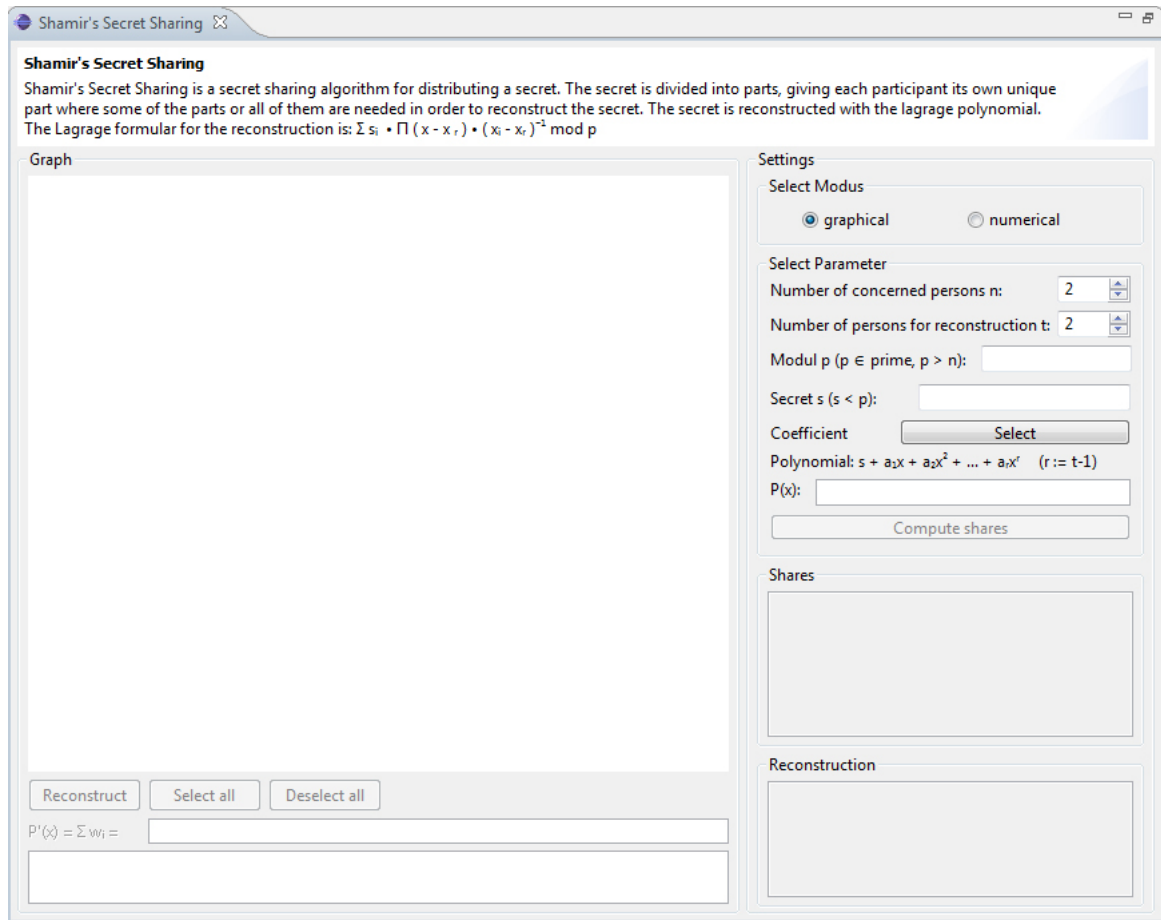 Shamir's Secret Sharing
Shamir's Secret Sharing
Shamir's Secret Sharing is a secret sharing algorithm for distributing a secret. The secret is divided into parts, giving each participant its own unique
part where some of the parts or all of them are needed in order to reconstruct the secret. The secret is reconstructed with the lagrage polynomial.
The Lagrage formular for the reconstruction is: Σ sᵢ • Π ( x - x ᵣ ) • ( xᵢ - xᵣ )⁻¹ mod p
Graph
Reconstruct Select all Deselect all
P'(x) = Σ wᵢ =
Settings
Select Modus
graphical numerical
Select Parameter
Number of concerned persons n: 2
Number of persons for reconstruction t: 2
Modul p (p ∈ prime, p > n):
Secret s (s < p):
Coefficient Select
Polynomial: s + a₁x + a₂x² + ... + aᵣxʳ (r := t-1)
P(x):
Compute shares
Shares
Reconstruction